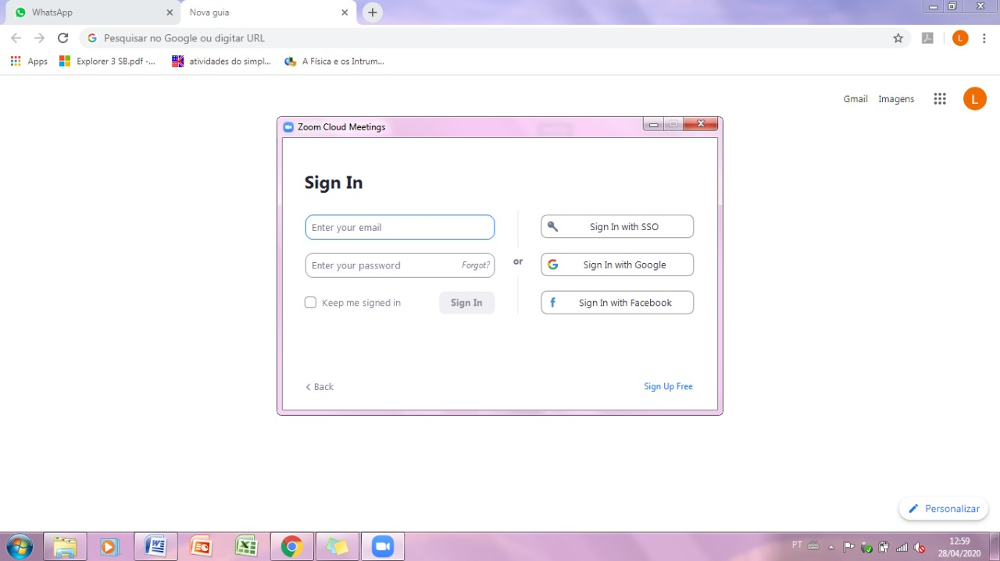 WhatsApp
Nova guia
Pesquisar no Google ou digitar URL
L
Apps
Explorer 3 SB.pdf -...
atividades do simpl...
A Física e os Intrum...
Gmail
Imagens
L
Zoom Cloud Meetings
Sign In
Enter your email
Sign In with SSO
Enter your password
Forgot?
or
Sign In with Google
Keep me signed in
Sign In
Sign In with Facebook
Back
Sign Up Free
Personalizar
PT
12:59
28/04/2020